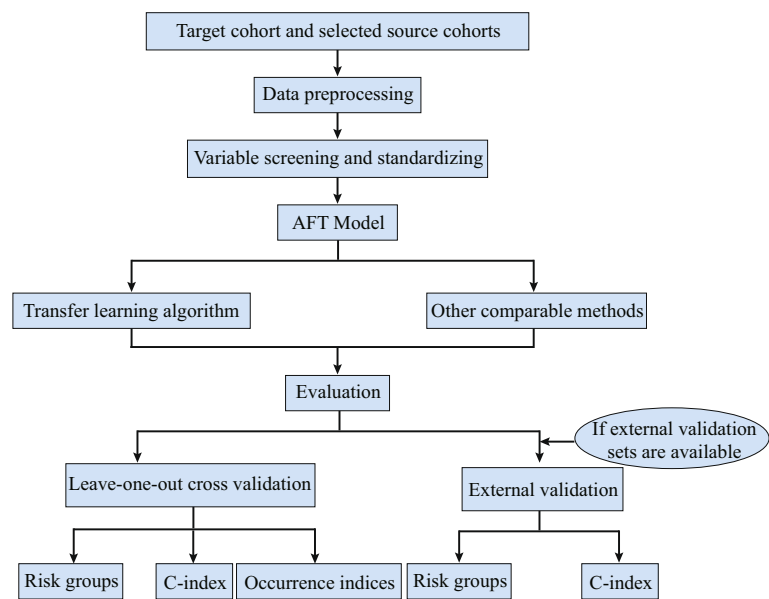 Target cohort and selected source cohorts
Data preprocessing
Variable screening and standardizing
AFT Model
Transfer learning algorithm
Other comparable methods
Evaluation
If external validation
sets are available
Leave-one-out cross validation
External validation
Risk groups
C-index
Occurrence indices
Risk groups
C-index